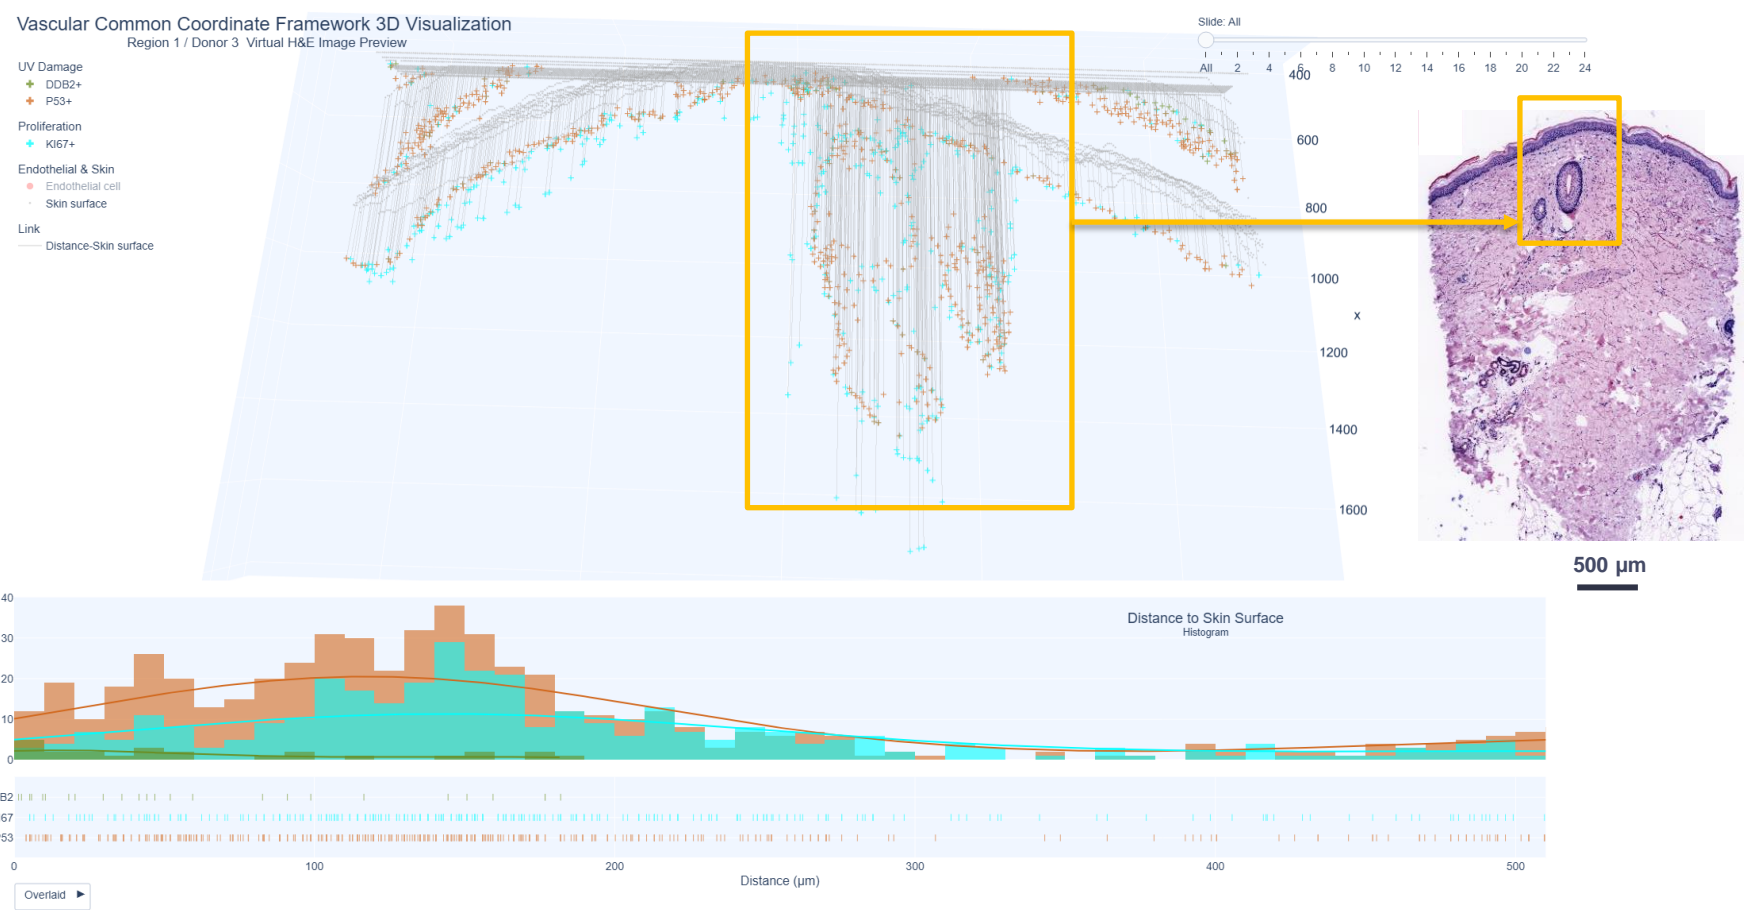 Vascular Common Coordinate Framework 3D Visualization
Region 1 / Donor 3 Virtual H&E Image Preview
UV Damage
DDB2+
P53+
Proliferation
KI67+
Endothelial & Skin
Endothelial cell
Skin surface
Link
Distance-Skin surface
Slide: All
All 2 4 6 8 10 12 14 16 18 20 22 24
400
600
800
1000
x
1200
1400
1600
500 μm
Distance to Skin Surface
Histogram
40
30
20
10
0
B2
67
53
0 100 200 300 400 500
Distance (μm)
Overlaid ►